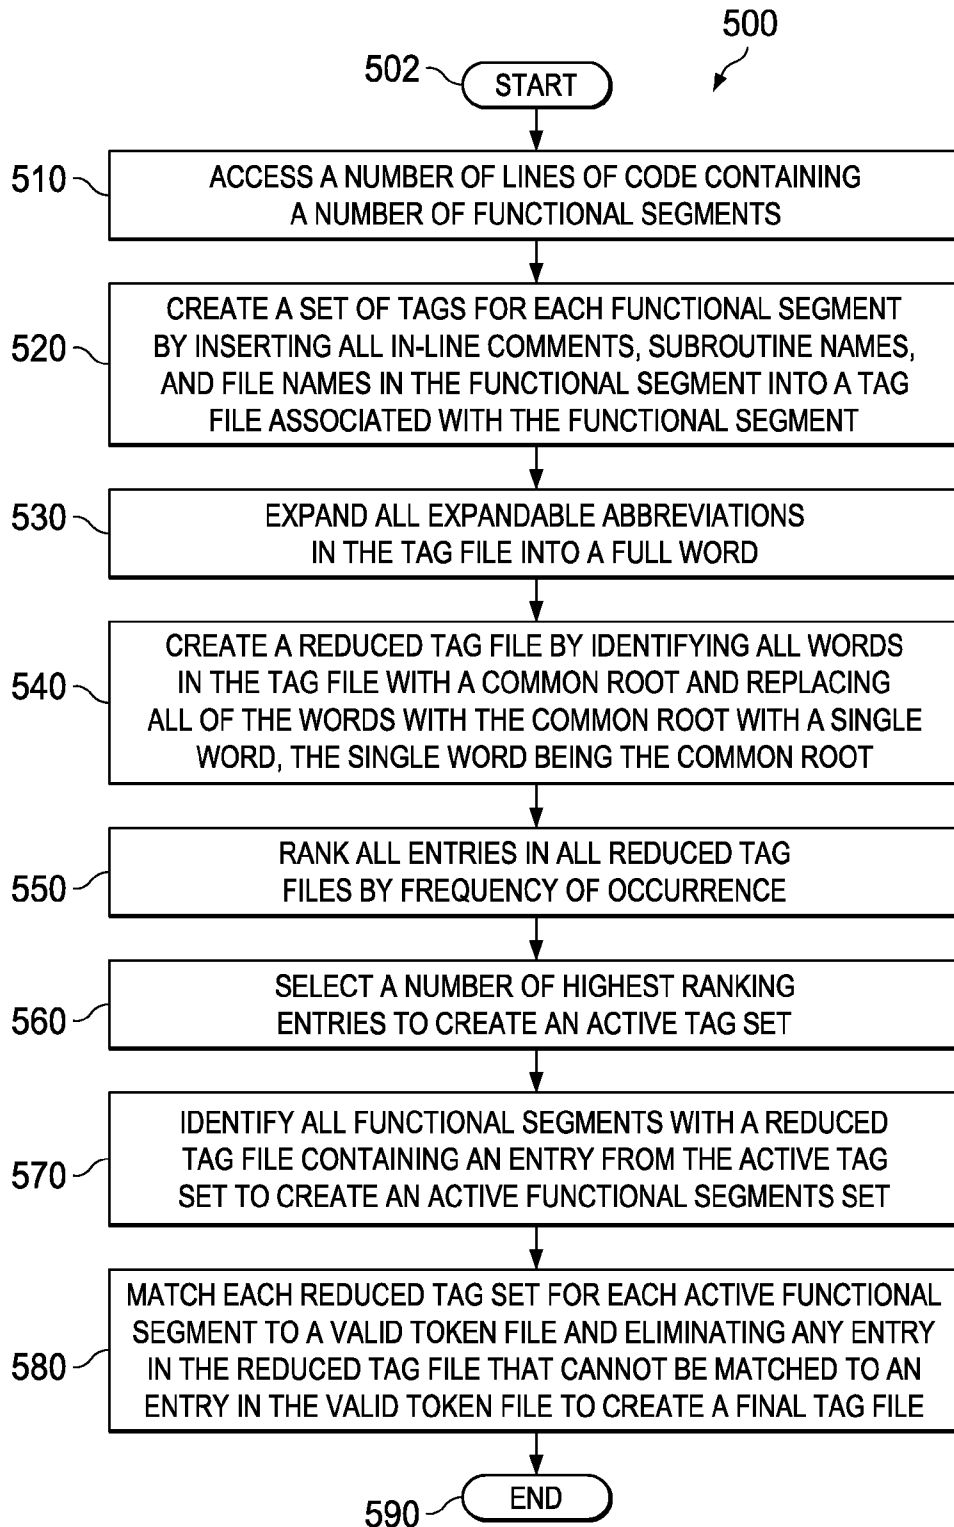 500
502
START
510
ACCESS A NUMBER OF LINES OF CODE CONTAINING
A NUMBER OF FUNCTIONAL SEGMENTS
520
CREATE A SET OF TAGS FOR EACH FUNCTIONAL SEGMENT
BY INSERTING ALL IN-LINE COMMENTS, SUBROUTINE NAMES,
AND FILE NAMES IN THE FUNCTIONAL SEGMENT INTO A TAG
FILE ASSOCIATED WITH THE FUNCTIONAL SEGMENT
530
EXPAND ALL EXPANDABLE ABBREVIATIONS
IN THE TAG FILE INTO A FULL WORD
540
CREATE A REDUCED TAG FILE BY IDENTIFYING ALL WORDS
IN THE TAG FILE WITH A COMMON ROOT AND REPLACING
ALL OF THE WORDS WITH THE COMMON ROOT WITH A SINGLE
WORD, THE SINGLE WORD BEING THE COMMON ROOT
550
RANK ALL ENTRIES IN ALL REDUCED TAG
FILES BY FREQUENCY OF OCCURRENCE
560
SELECT A NUMBER OF HIGHEST RANKING
ENTRIES TO CREATE AN ACTIVE TAG SET
570
IDENTIFY ALL FUNCTIONAL SEGMENTS WITH A REDUCED
TAG FILE CONTAINING AN ENTRY FROM THE ACTIVE TAG
SET TO CREATE AN ACTIVE FUNCTIONAL SEGMENTS SET
580
MATCH EACH REDUCED TAG SET FOR EACH ACTIVE FUNCTIONAL
SEGMENT TO A VALID TOKEN FILE AND ELIMINATING ANY ENTRY
IN THE REDUCED TAG FILE THAT CANNOT BE MATCHED TO AN
ENTRY IN THE VALID TOKEN FILE TO CREATE A FINAL TAG FILE
590
END